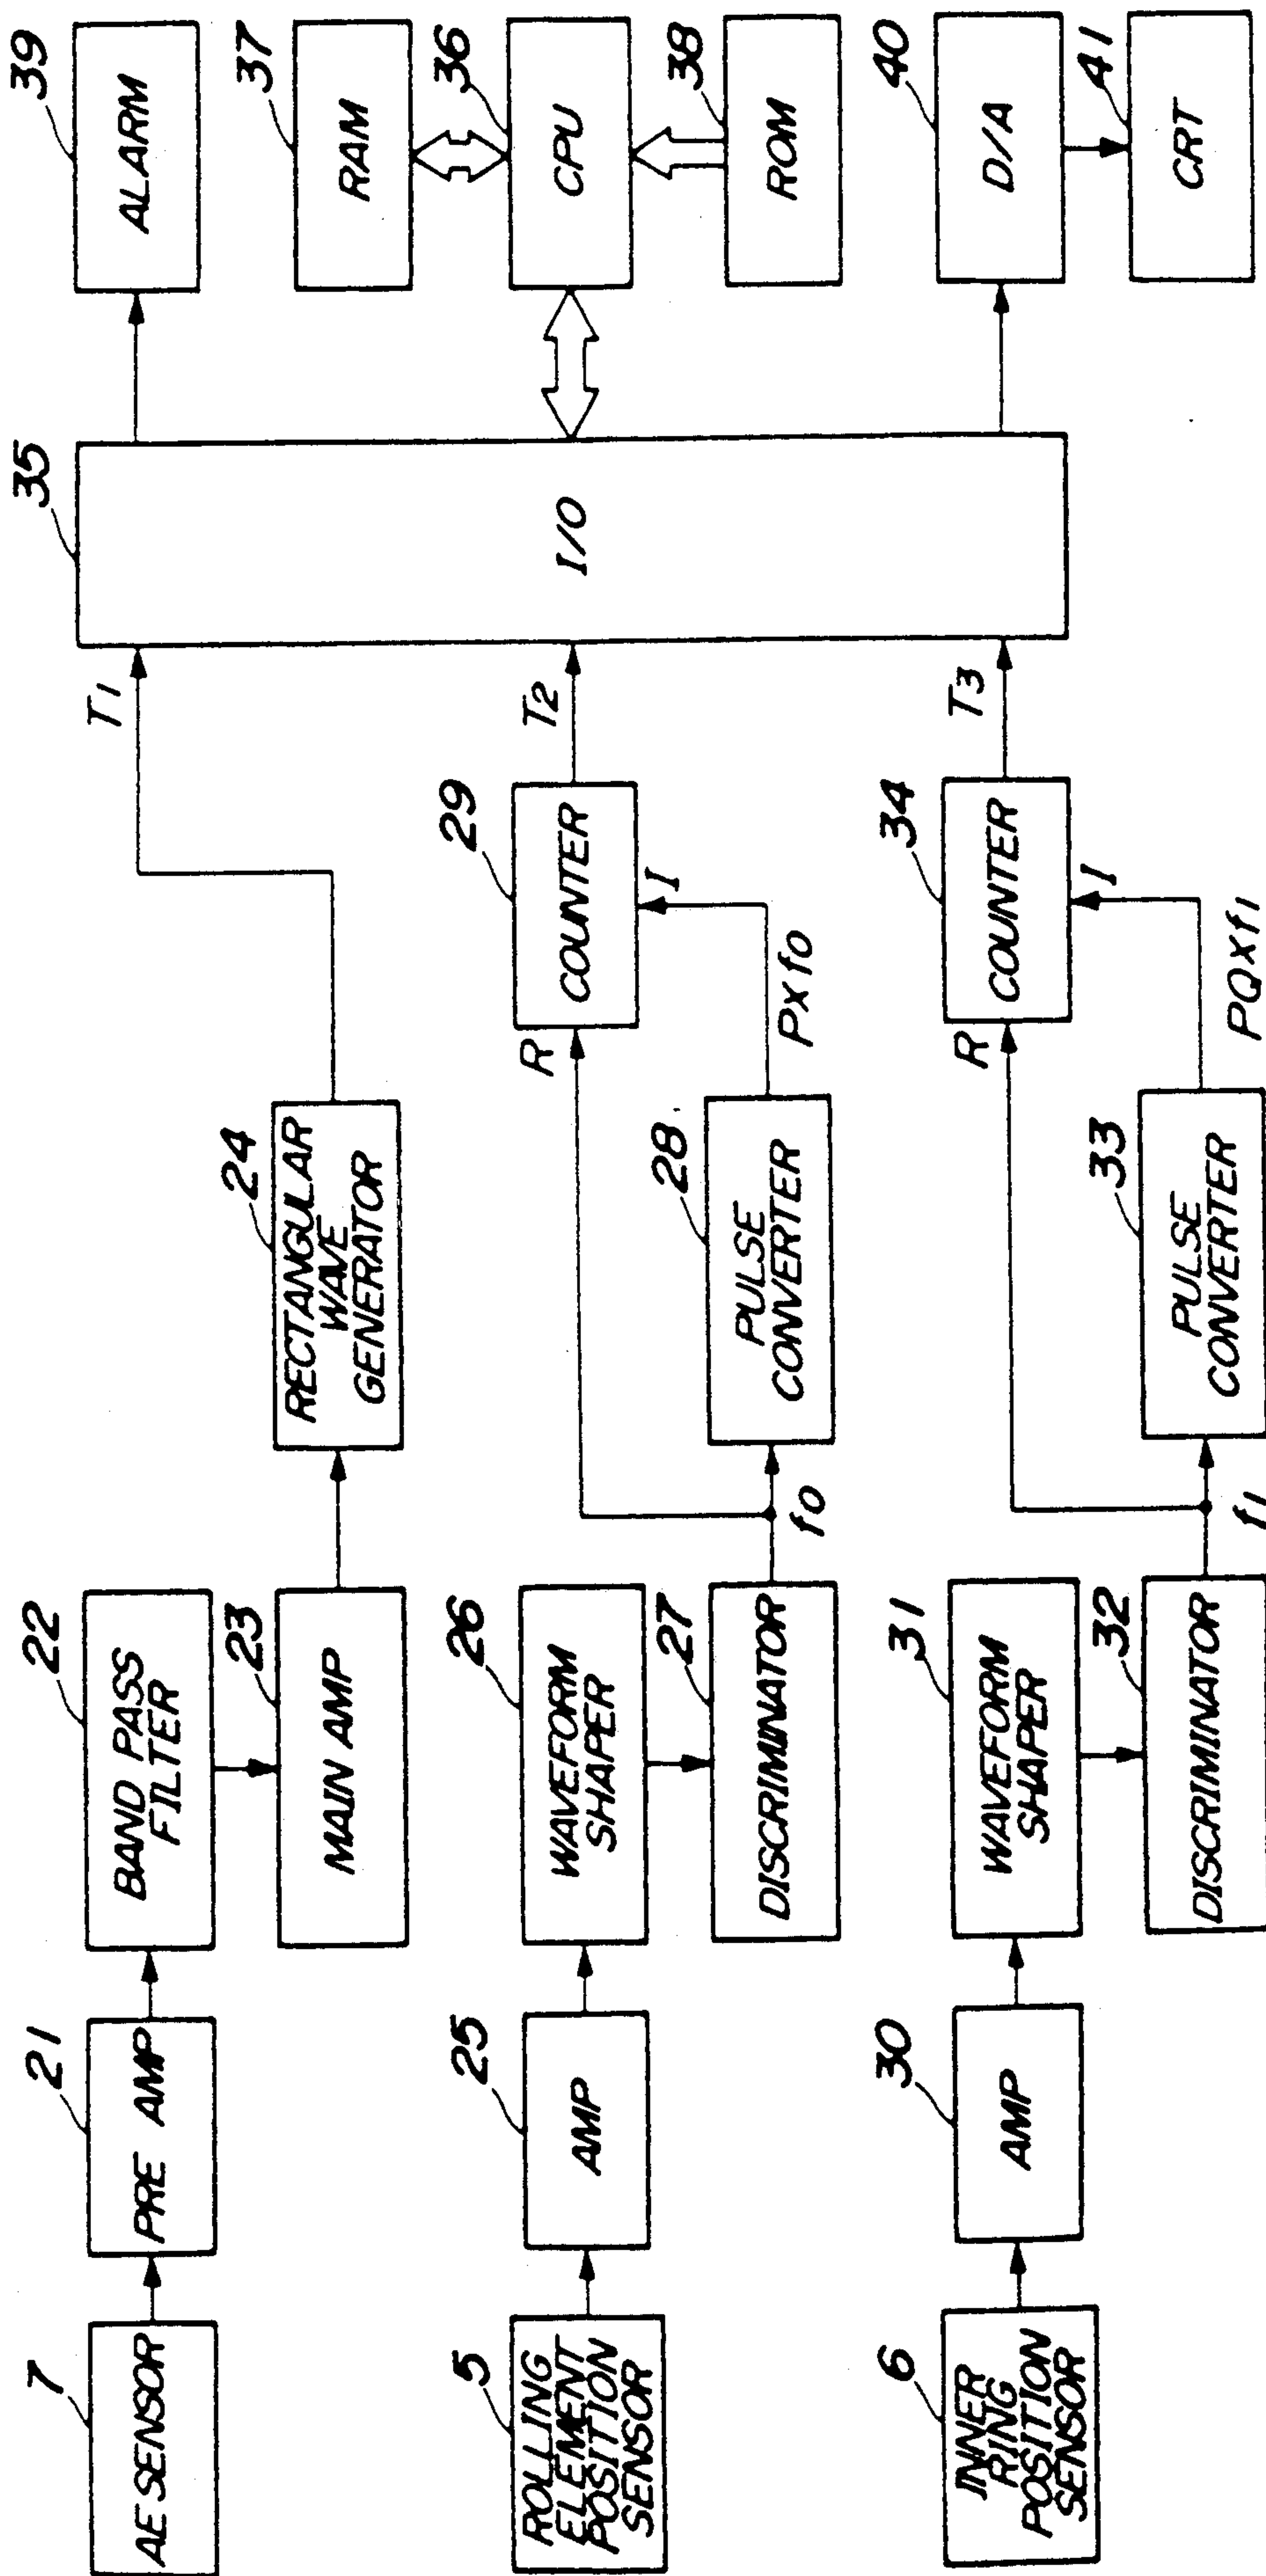 7
AE SENSOR
21
PRE AMP
22
BAND PASS
FILTER
23
MAIN AMP
24
RECTANGULAR
WAVE
GENERATOR
T1
5
ROLLING
ELEMENT
POSITION
SENSOR
25
AMP
26
WAVEFORM
SHAPER
27
DISCRIMINATOR
f0
28
PULSE
CONVERTER
P×f0
R
I
29
COUNTER
T2
6
INNER
RING
POSITION
SENSOR
30
AMP
31
WAVEFORM
SHAPER
32
DISCRIMINATOR
f1
33
PULSE
CONVERTER
PQ×f1
R
I
34
COUNTER
T3
35
I/O
39
ALARM
37
RAM
36
CPU
38
ROM
40
D/A
41
CRT